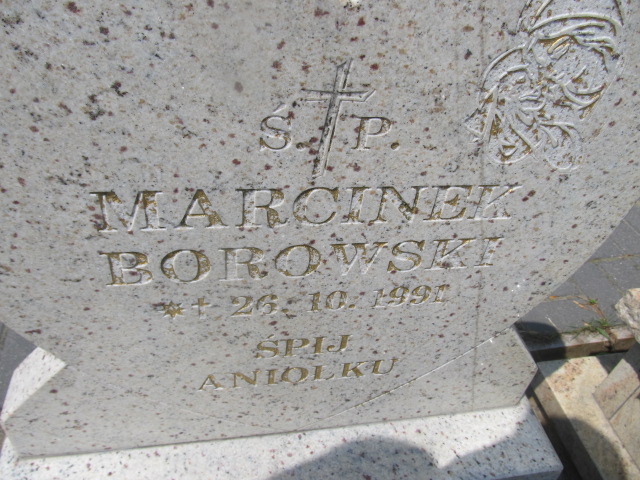 Ś. P.
MARCINEK
BOROWSKI
26. 10. 1991
ŚPIJ
ANIOŁKU